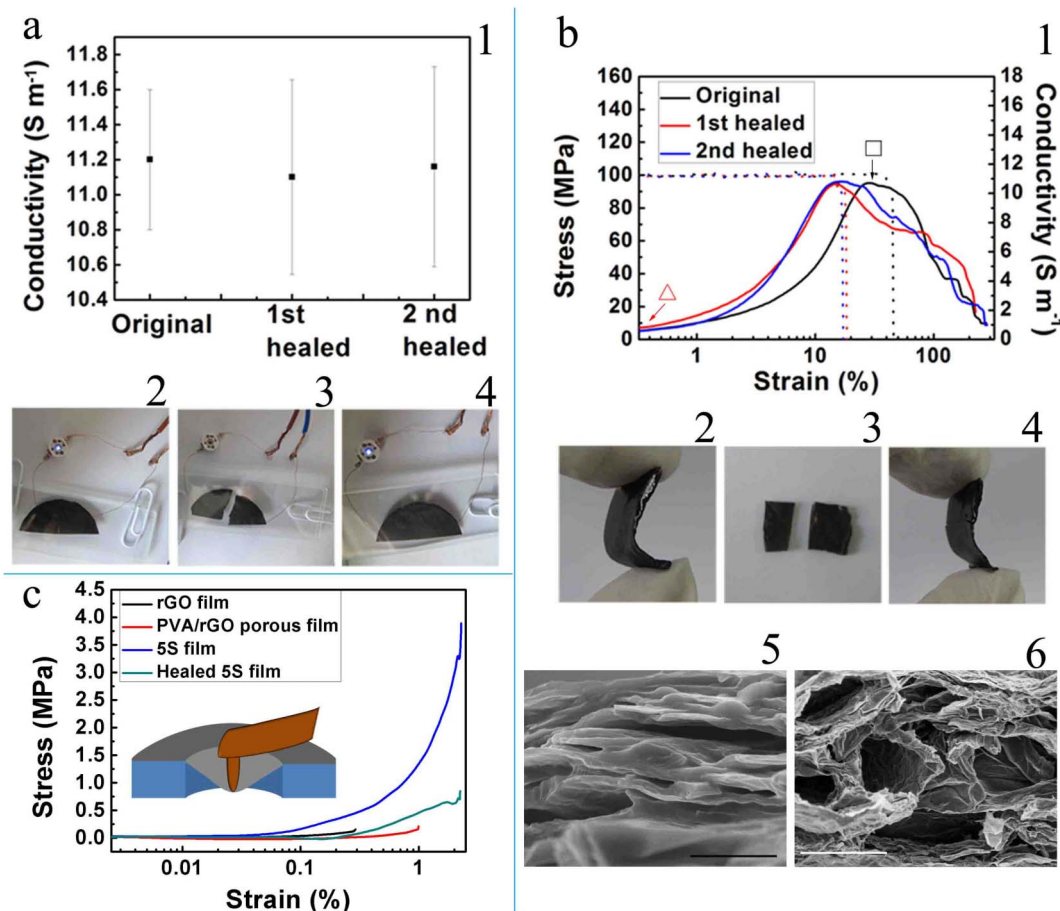 a
1
11.8
11.6
11.4
11.2
11.0
10.8
10.6
10.4
Conductivity (S m⁻¹)
Original
1st
healed
2 nd
healed
2
3
4
b
1
160
140
120
100
80
60
40
20
0
Stress (MPa)
Original
1st healed
2nd healed
18
16
14
12
10
8
6
4
2
0
Conductivity (S m⁻¹)
1
10
100
Strain (%)
2
3
4
5
6
c
4.5
4.0
3.5
3.0
2.5
2.0
1.5
1.0
0.5
0.0
Stress (MPa)
rGO film
PVA/rGO porous film
5S film
Healed 5S film
0.01
0.1
1
Strain (%)